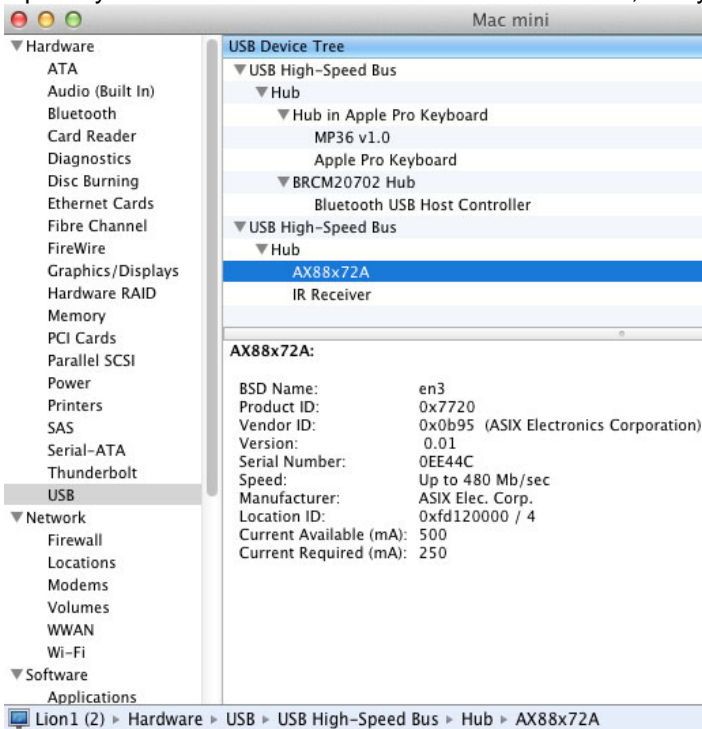 Mac mini
Hardware
ATA
Audio (Built In)
Bluetooth
Card Reader
Diagnostics
Disc Burning
Ethernet Cards
Fibre Channel
FireWire
Graphics/Displays
Hardware RAID
Memory
PCI Cards
Parallel SCSI
Power
Printers
SAS
Serial-ATA
Thunderbolt
USB
Network
Firewall
Locations
Modems
Volumes
WWAN
Wi-Fi
Software
Applications
USB Device Tree
USB High-Speed Bus
Hub
Hub in Apple Pro Keyboard
MP36 v1.0
Apple Pro Keyboard
BRCM20702 Hub
Bluetooth USB Host Controller
USB High-Speed Bus
Hub
AX88x72A
IR Receiver
AX88x72A:
BSD Name: en3
Product ID: 0x7720
Vendor ID: 0x0b95 (ASIX Electronics Corporation)
Version: 0.01
Serial Number: 0EE44C
Speed: Up to 480 Mb/sec
Manufacturer: ASIX Elec. Corp.
Location ID: 0xfd120000 / 4
Current Available (mA): 500
Current Required (mA): 250
Lion1 (2) ▸ Hardware ▸ USB ▸ USB High-Speed Bus ▸ Hub ▸ AX88x72A